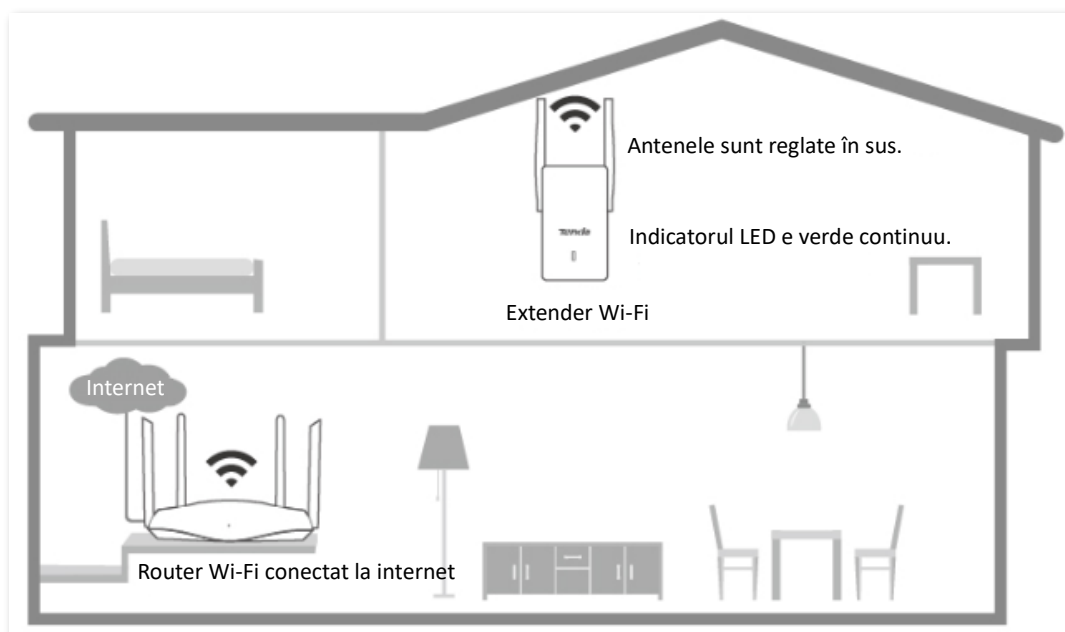 Antenele sunt reglate în sus.
Tenda
Indicatorul LED e verde continuu.
Extender Wi-Fi
Internet
Router Wi-Fi conectat la internet